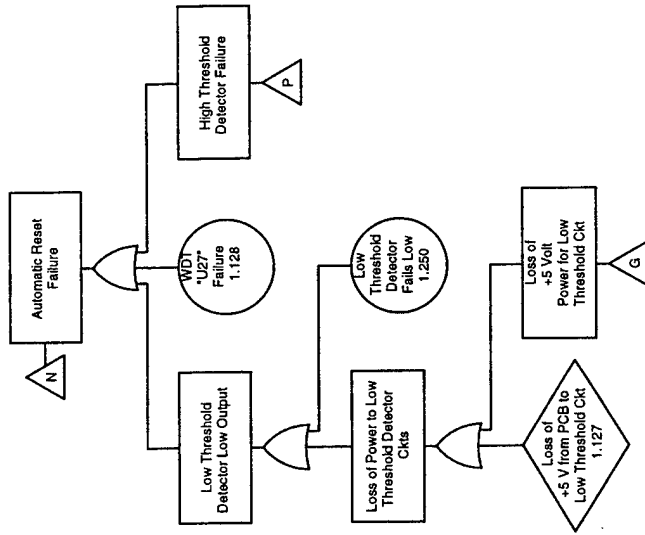 N
Automatic Reset
Failure
Low Threshold
Detector Low Output
WDT
"U27"
Failure
1.128
High Threshold
Detector Failure
P
Loss of Power to Low
Threshold Detector
Ckts
Low
Threshold
Detector
Fails Low
1.250
Loss of
+5 V from PCB to
Low Threshold Ckt
1.127
Loss of
+5 Volt
Power for Low
Threshold Ckt
G